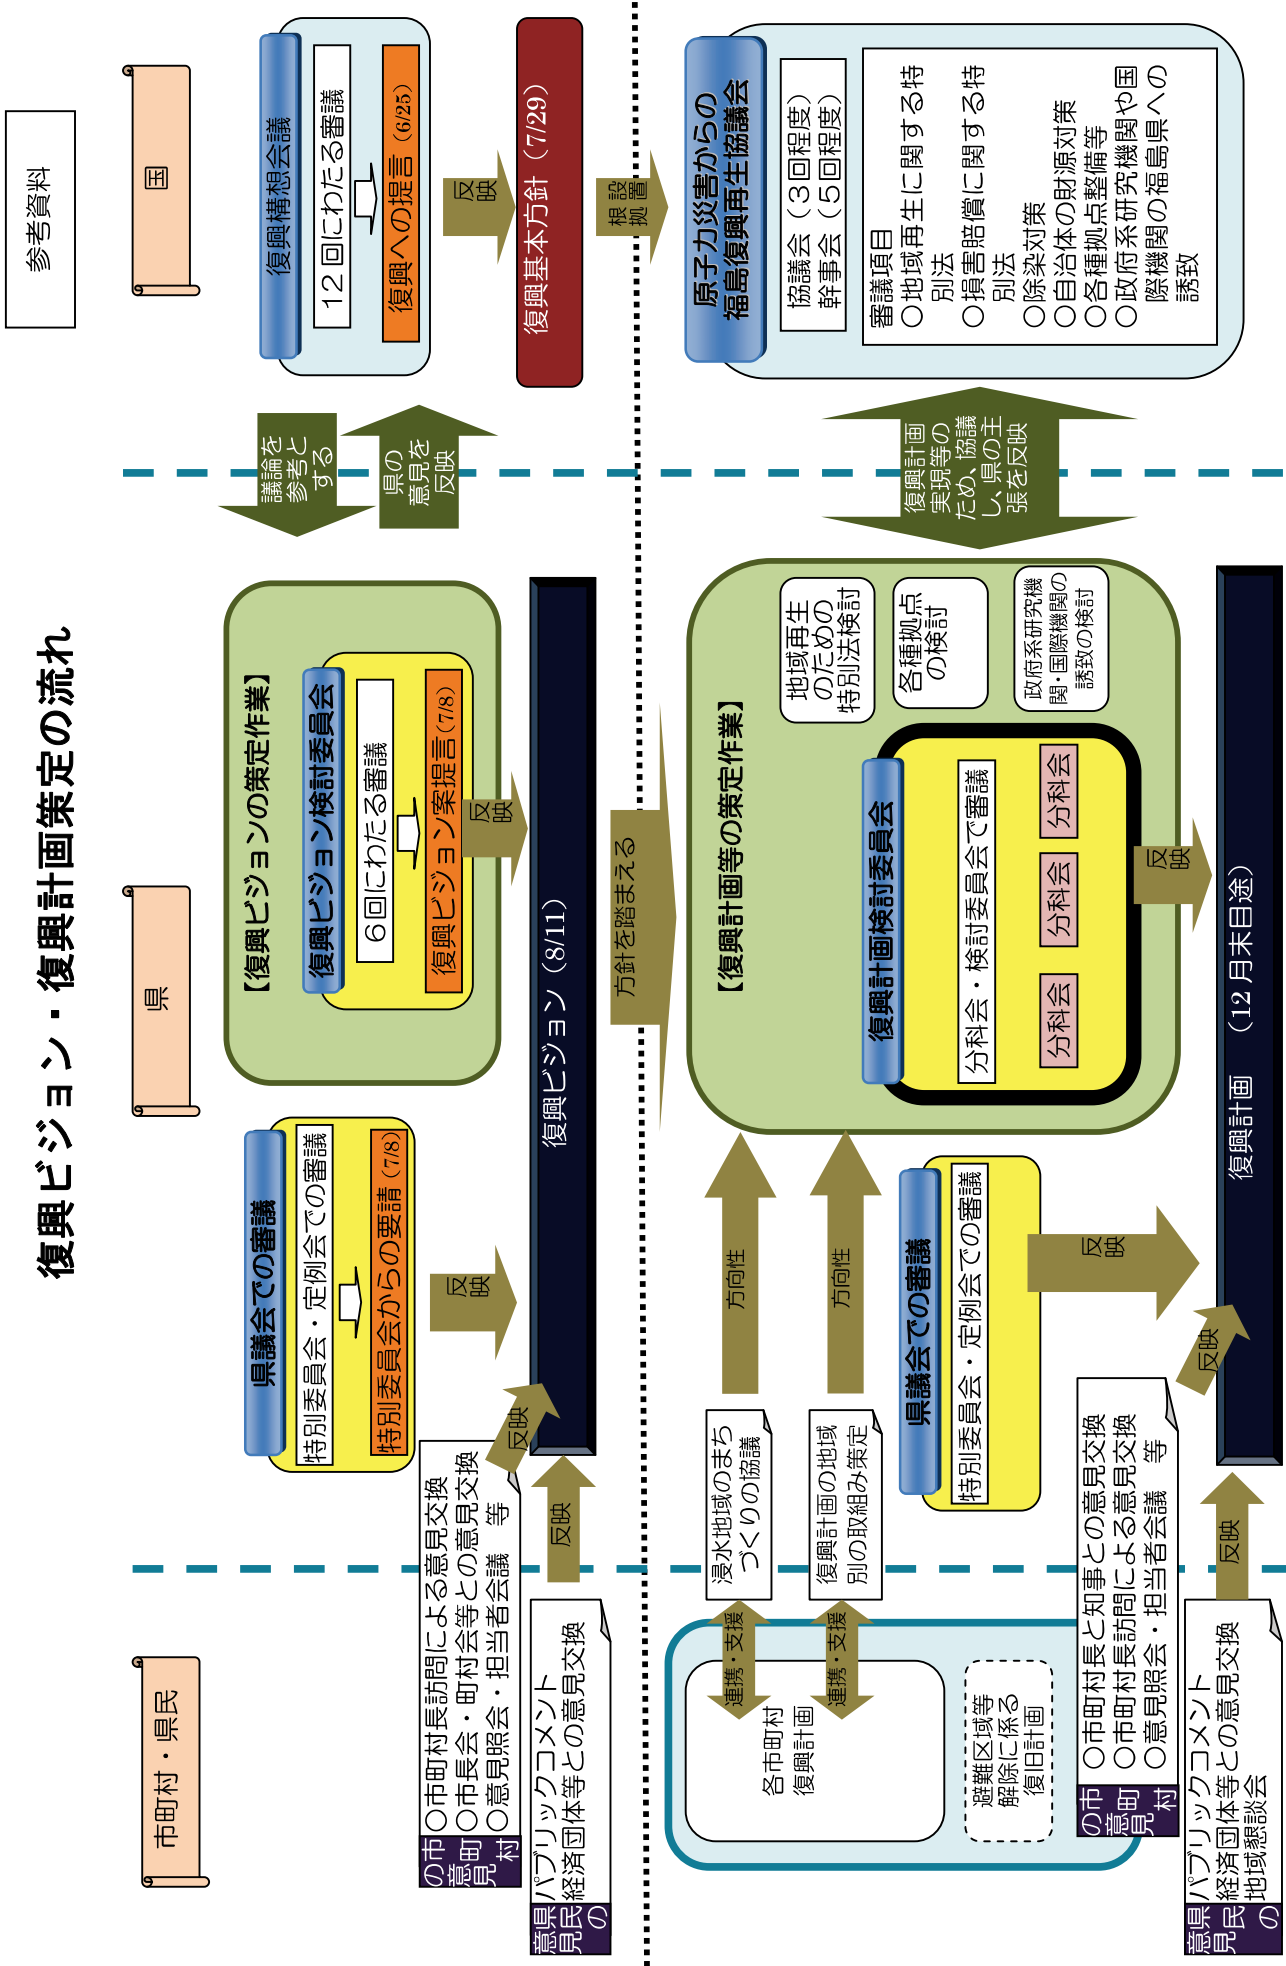 参考資料
復興ビジョン・復興計画策定の流れ
市町村・県民
県
国
県議会での審議
特別委員会・定例会での審議
特別委員会からの要請（7/8）
反映
【復興ビジョンの策定作業】
復興ビジョン検討委員会
６回にわたる審議
復興ビジョン案提言（7/8）
反映
議論を
参考と
する
県の
意見を
反映
復興構想会議
１２回にわたる審議
復興への提言（6/25）
反映
復興基本方針（7/29）
市町村
の意見
○市町村長訪問による意見交換
○市長会・町村会等との意見交換
○意見照会・担当者会議　等
反映
県民の
意見
パブリックコメント
経済団体等との意見交換
反映
復興ビジョン（8/11）
方針を踏まえる
設置
根拠
各市町村
復興計画
連携・支援
連携・支援
浸水地域のまち
づくりの協議
復興計画の地域
別の取組み策定
方向性
方向性
避難区域等
解除に係る
復旧計画
【復興計画等の策定作業】
地域再生
のための
特別法検討
各種拠点
の検討
政府系研究機
関・国際機関の
誘致の検討
復興計画検討委員会
分科会・検討委員会で審議
分科会
分科会
分科会
反映
県議会での審議
特別委員会・定例会での審議
反映
復興計画
実現等の
ため、協議
し、県の主
張を反映
原子力災害からの
福島復興再生協議会
協議会（３回程度）
幹事会（５回程度）
審議項目
○地域再生に関する特
別法
○損害賠償に関する特
別法
○除染対策
○自治体の財源対策
○各種拠点整備等
○政府系研究機関や国
際機関の福島県への
誘致
市町村
の意見
○市町村長と知事との意見交換
○市町村長訪問による意見交換
○意見照会・担当者会議　等
反映
県民の
意見
パブリックコメント
経済団体等との意見交換
地域懇談会
反映
復興計画　（12月末目途）